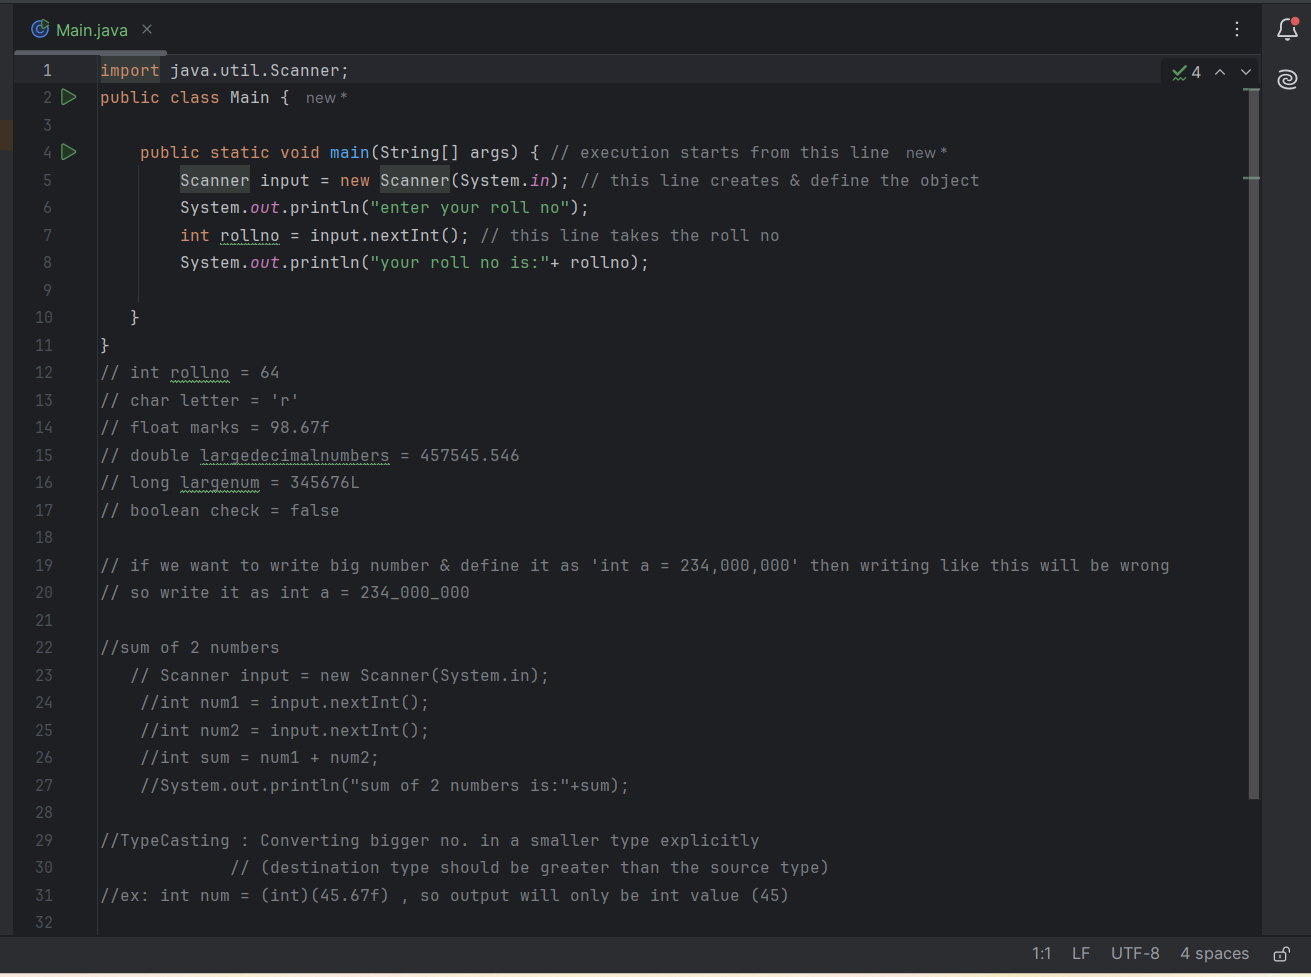 Main.java
4
1 import java.util.Scanner;
2 public class Main { new *
3
4 public static void main(String[] args) { // execution starts from this line new *
5 Scanner input = new Scanner(System.in); // this line creates & define the object
6 System.out.println("enter your roll no");
7 int rollno = input.nextInt(); // this line takes the roll no
8 System.out.println("your roll no is:"+ rollno);
9
10 }
11 }
12 // int rollno = 64
13 // char letter = 'r'
14 // float marks = 98.67f
15 // double largedecimalnumbers = 457545.546
16 // long largenum = 345676L
17 // boolean check = false
18
19 // if we want to write big number & define it as 'int a = 234,000,000' then writing like this will be wrong
20 // so write it as int a = 234_000_000
21
22 //sum of 2 numbers
23 // Scanner input = new Scanner(System.in);
24 //int num1 = input.nextInt();
25 //int num2 = input.nextInt();
26 //int sum = num1 + num2;
27 //System.out.println("sum of 2 numbers is:"+sum);
28
29 //TypeCasting : Converting bigger no. in a smaller type explicitly
30 // (destination type should be greater than the source type)
31 //ex: int num = (int)(45.67f) , so output will only be int value (45)
32
1:1 LF UTF-8 4 spaces